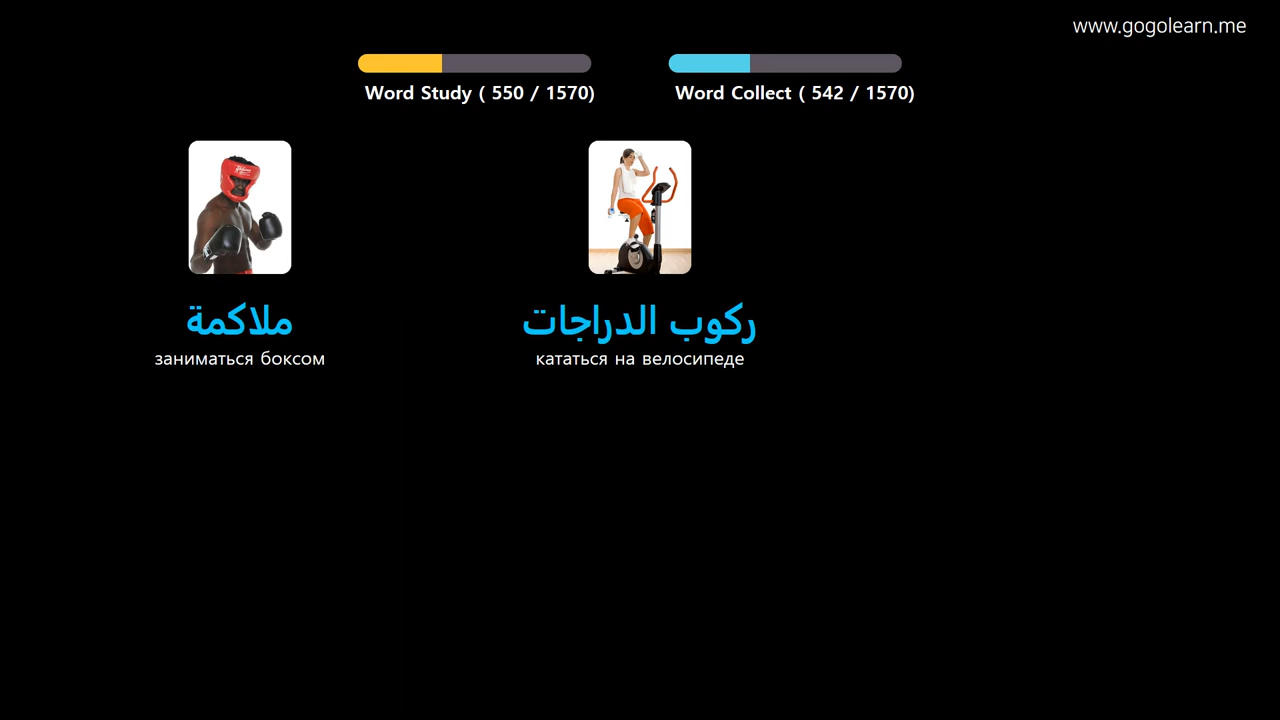 www.gogolearn.me
Word Study ( 550 / 1570)
Word Collect ( 542 / 1570)
ملاكمة
заниматься боксом
ركوب الدراجات
кататься на велосипеде